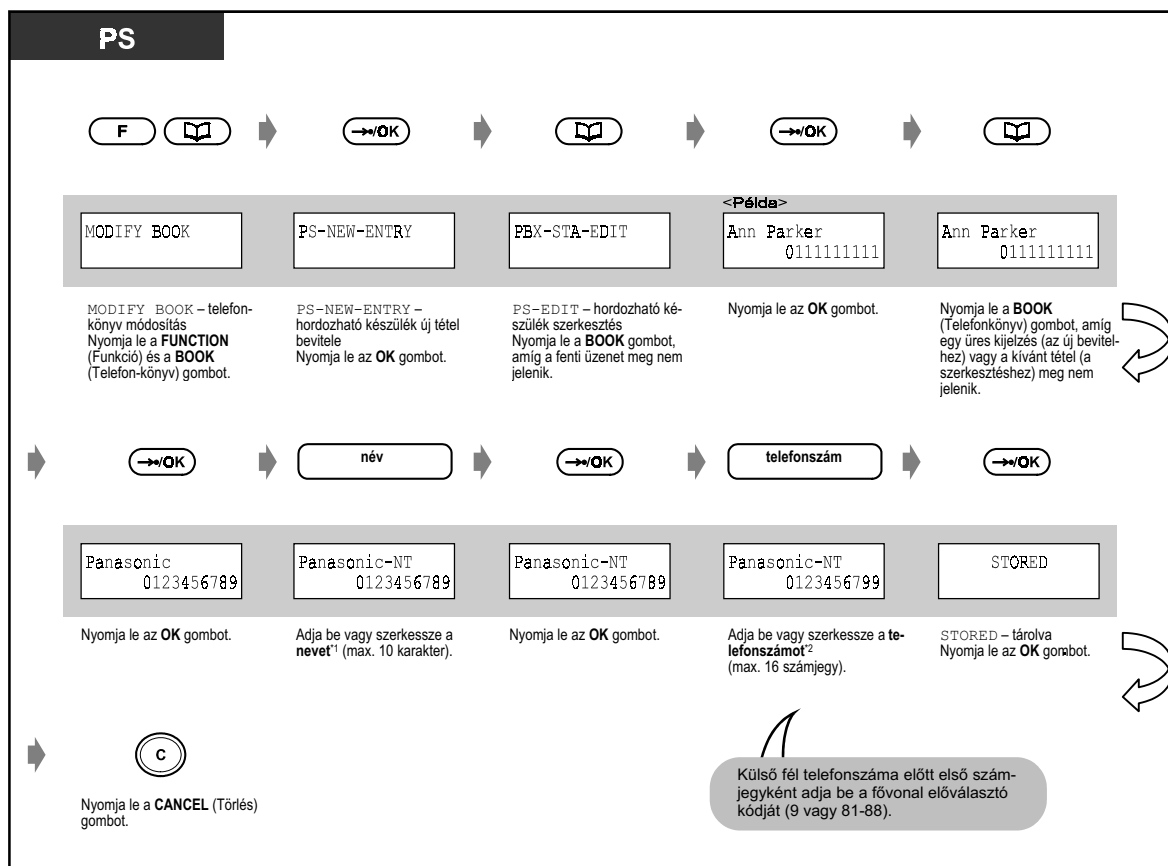 PS
F
→•/OK
→•/OK
<Példa>
MODIFY BOOK
PS-NEW-ENTRY
PBX-STA-EDIT
Ann Parker
0111111111
Ann Parker
0111111111
MODIFY BOOK – telefon-
könyv módosítás
Nyomja le a FUNCTION
(Funkció) és a BOOK
(Telefon-könyv) gombot.
PS-NEW-ENTRY –
hordozható készülék új tétel
bevitele
Nyomja le az OK gombot.
PS-EDIT – hordozható ké-
szülék szerkesztés
Nyomja le a BOOK gombot,
amíg a fenti üzenet meg nem
jelenik.
Nyomja le az OK gombot.
Nyomja le a BOOK
(Telefonkönyv) gombot, amíg
egy üres kijelzés (az új bevitel-
hez) vagy a kívánt tétel (a
szerkesztéshez) meg nem
jelenik.
→•/OK
név
→•/OK
telefonszám
→•/OK
Panasonic
0123456789
Panasonic-NT
0123456789
Panasonic-NT
0123456789
Panasonic-NT
0123456799
STORED
Nyomja le az OK gombot.
Adja be vagy szerkessze a
nevet*1 (max. 10 karakter).
Nyomja le az OK gombot.
Adja be vagy szerkessze a te-
lefonszámot*2
(max. 16 számjegy).
STORED – tárolva
Nyomja le az OK gombot.
C
Nyomja le a CANCEL (Törlés)
gombot.
Külső fél telefonszáma előtt első szám-
jegyként adja be a fővonal előválasztó
kódját (9 vagy 81-88).